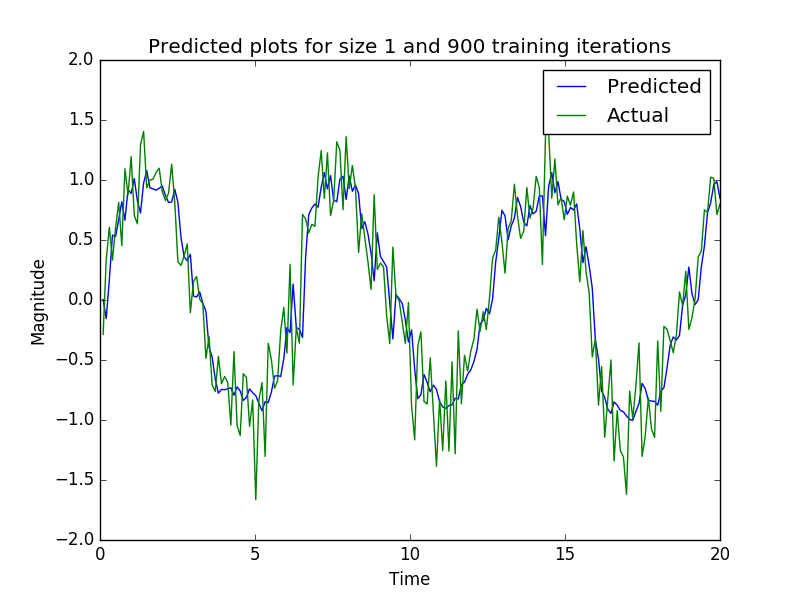 Predicted plots for size 1 and 900 training iterations
2.0
1.5
1.0
0.5
0.0
−0.5
−1.0
−1.5
−2.0
Magnitude
Predicted
Actual
0
5
10
15
20
Time